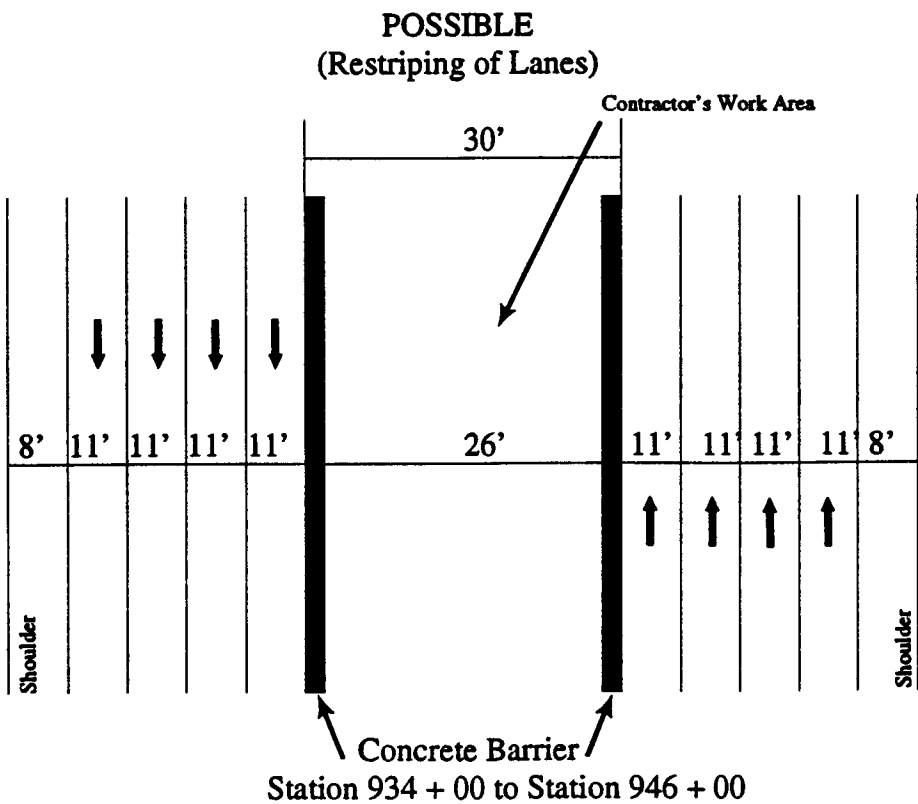 POSSIBLE
(Restriping of Lanes)
Contractor's Work Area
30’
8’ 11’ 11’ 11’ 11’ 26’ 11’ 11’ 11’ 11’ 8’
Shoulder
Shoulder
Concrete Barrier
Station 934 + 00 to Station 946 + 00